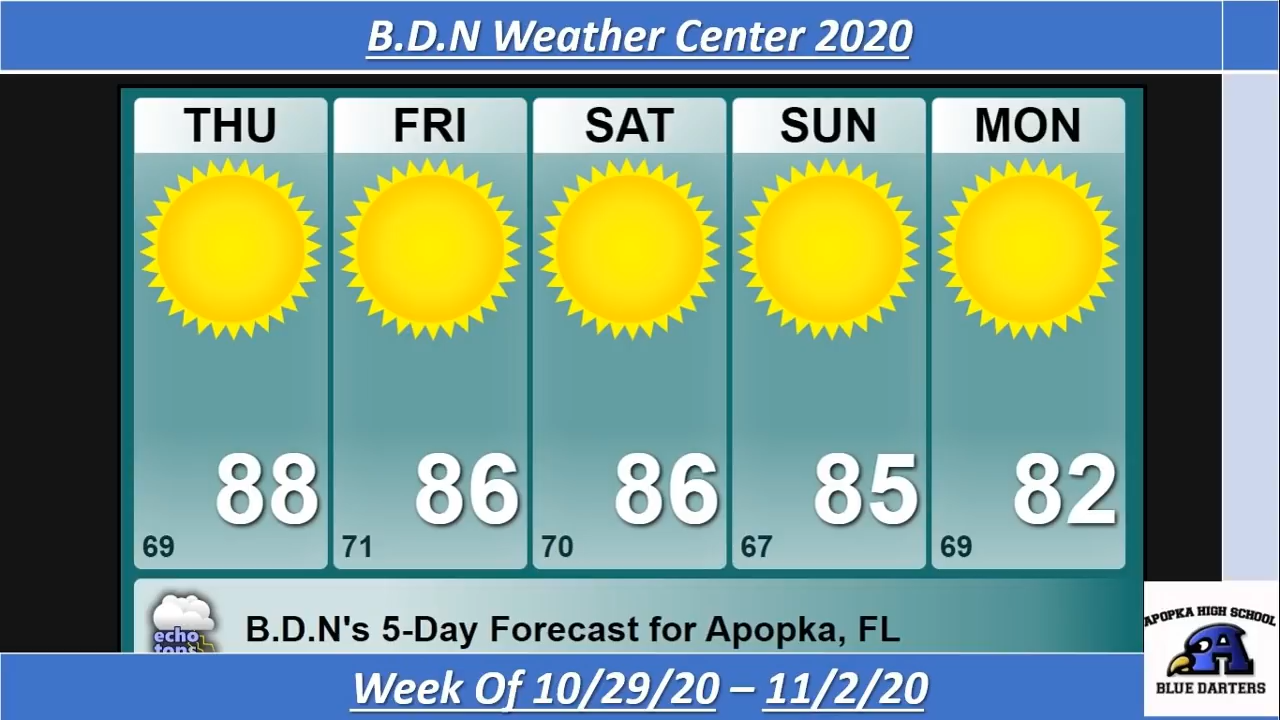 B.D.N Weather Center 2020
THU FRI SAT SUN MON
88 86 86 85 82
69 71 70 67 69
echo
tops
B.D.N's 5-Day Forecast for Apopka, FL
Week Of 10/29/20 – 11/2/20
APOPKA HIGH SCHOOL
A
BLUE DARTERS